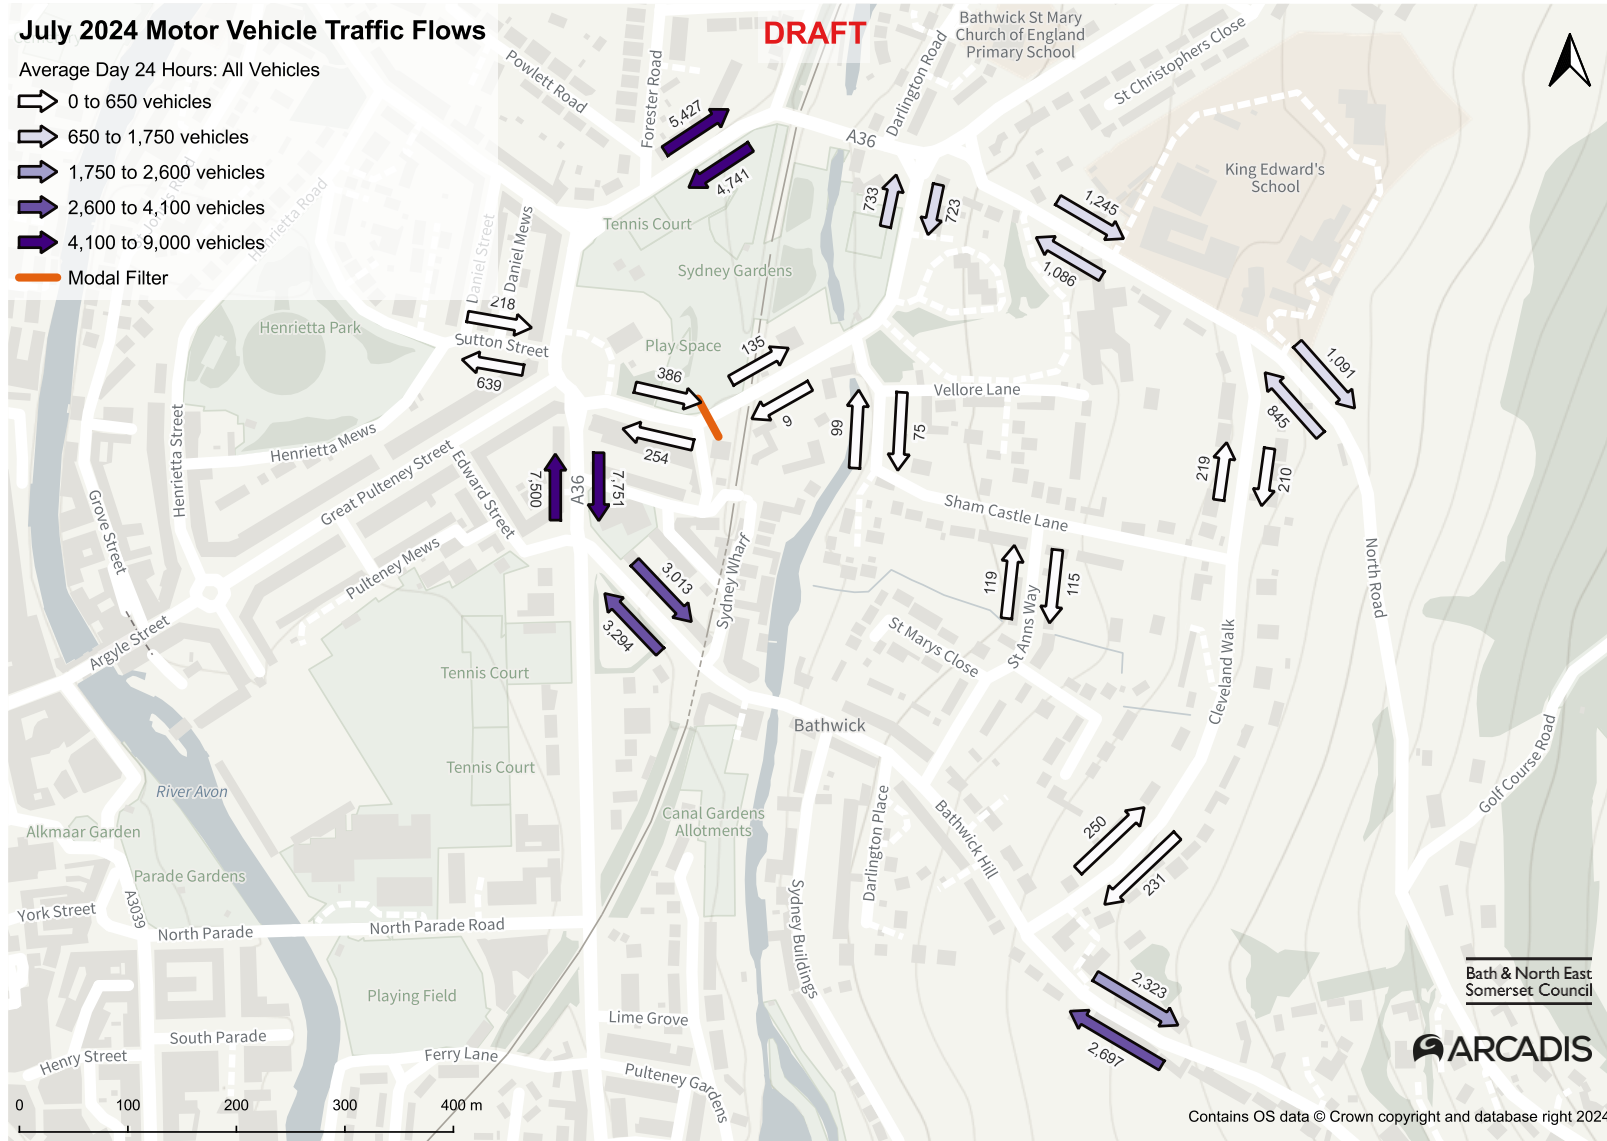 July 2024 Motor Vehicle Traffic Flows
Average Day 24 Hours: All Vehicles
0 to 650 vehicles
650 to 1,750 vehicles
1,750 to 2,600 vehicles
2,600 to 4,100 vehicles
4,100 to 9,000 vehicles
Modal Filter
DRAFT
Bathwick St Mary
Church of England
Primary School
St Christophers Close
Darlington Road
Powlett Road
Forester Road
A36
King Edward's
School
5,427
4,741
733
723
1,245
1,086
Tennis Court
Sydney Gardens
Henrietta Road
Daniel Street
Daniel Mews
218
Sutton Street
639
Henrietta Park
Play Space
386
135
9
254
Vellore Lane
99
75
1,091
845
Henrietta Street
Henrietta Mews
Great Pulteney Street
Edward Street
7,500
A36
7,751
219
210
Grove Street
Sham Castle Lane
Pulteney Mews
3,013
3,294
Sydney Wharf
119
115
North Road
St Anns Way
St Marys Close
Argyle Street
Tennis Court
Cleveland Walk
Bathwick
River Avon
Tennis Court
Golf Course Road
Canal Gardens
Allotments
Alkmaar Garden
Darlington Place
Bathwick Hill
250
231
Parade Gardens
A3039
York Street
North Parade
North Parade Road
Sydney Buildings
2,323
2,697
Playing Field
Lime Grove
South Parade
Henry Street
Ferry Lane
Pulteney Gardens
Bath & North East
Somerset Council
ARCADIS
0 100 200 300 400 m
Contains OS data © Crown copyright and database right 2024